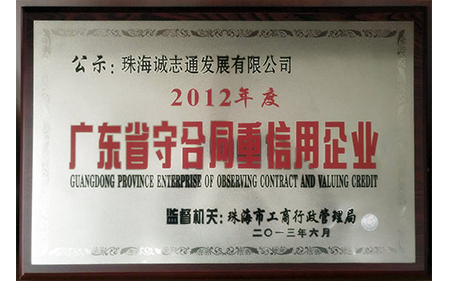 公示：珠海诚志通发展有限公司
2012年度
广东省守合同重信用企业
GUANGDONG PROVINCE ENTERPRISE OF OBSERVING CONTRACT AND VALUING CREDIT
监督机关：珠海市工商行政管理局
二○一三年六月